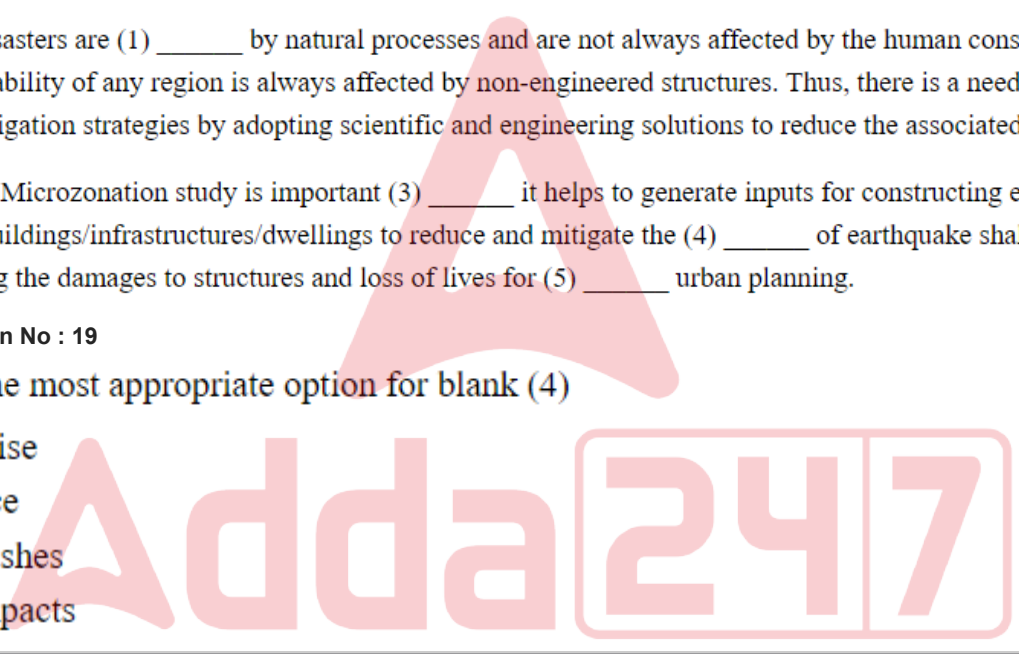 sasters are (1) ______ by natural processes and are not always affected by the human cons
ability of any region is always affected by non-engineered structures. Thus, there is a need
igation strategies by adopting scientific and engineering solutions to reduce the associated
Microzonation study is important (3) ______ it helps to generate inputs for constructing e
uildings/infrastructures/dwellings to reduce and mitigate the (4) ______ of earthquake sha
g the damages to structures and loss of lives for (5) ______ urban planning.
n No : 19
e most appropriate option for blank (4)
ise
ce
shes
pacts
Adda247